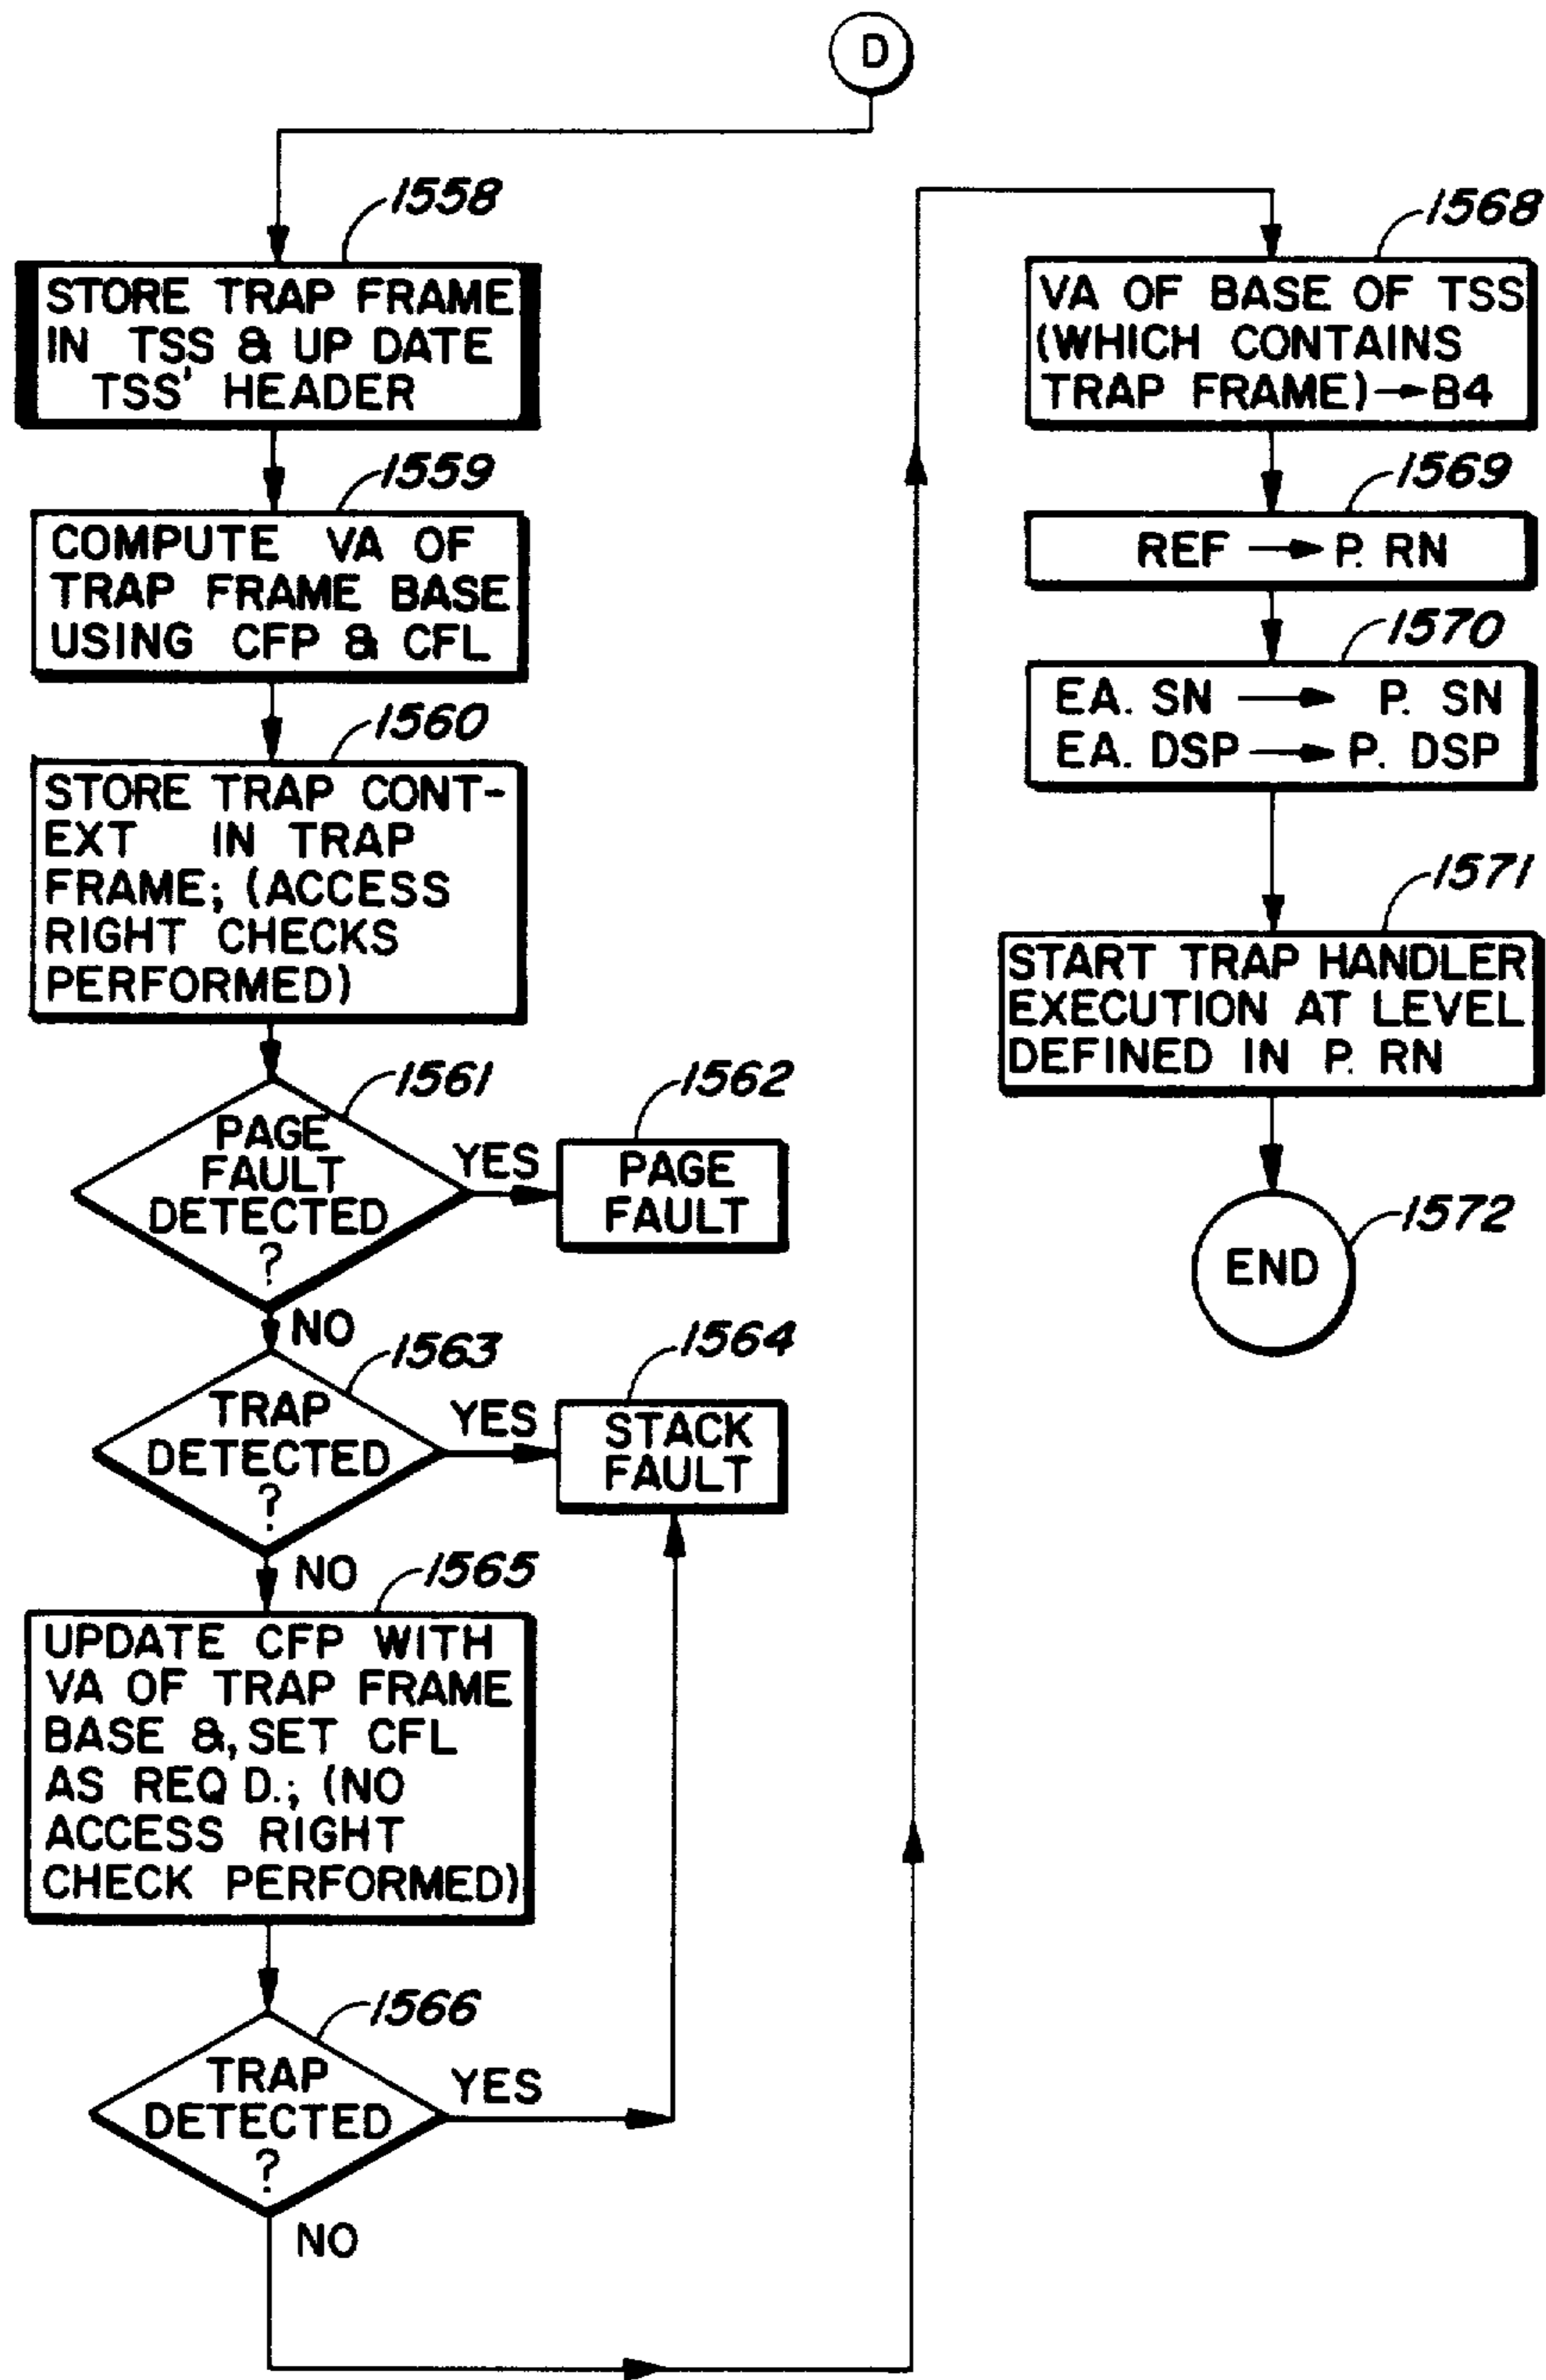 D
1558
STORE TRAP FRAME
IN TSS & UP DATE
TSS' HEADER
1559
COMPUTE VA OF
TRAP FRAME BASE
USING CFP & CFL
1560
STORE TRAP CONT-
EXT IN TRAP
FRAME; (ACCESS
RIGHT CHECKS
PERFORMED)
1561
PAGE
FAULT
DETECTED
?
YES
1562
PAGE
FAULT
NO
1563
TRAP
DETECTED
?
YES
1564
STACK
FAULT
NO
1565
UPDATE CFP WITH
VA OF TRAP FRAME
BASE &, SET CFL
AS REQ D.; (NO
ACCESS RIGHT
CHECK PERFORMED)
1566
TRAP
DETECTED
?
YES
NO
1568
VA OF BASE OF TSS
(WHICH CONTAINS
TRAP FRAME) → B4
1569
REF → P. RN
1570
EA. SN → P. SN
EA. DSP → P. DSP
1571
START TRAP HANDLER
EXECUTION AT LEVEL
DEFINED IN P. RN
1572
END